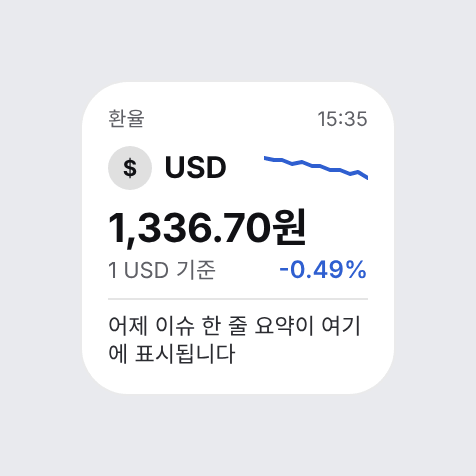 환율 15:35
$ USD
1,336.70원
1 USD 기준 -0.49%
어제 이슈 한 줄 요약이 여기
에 표시됩니다